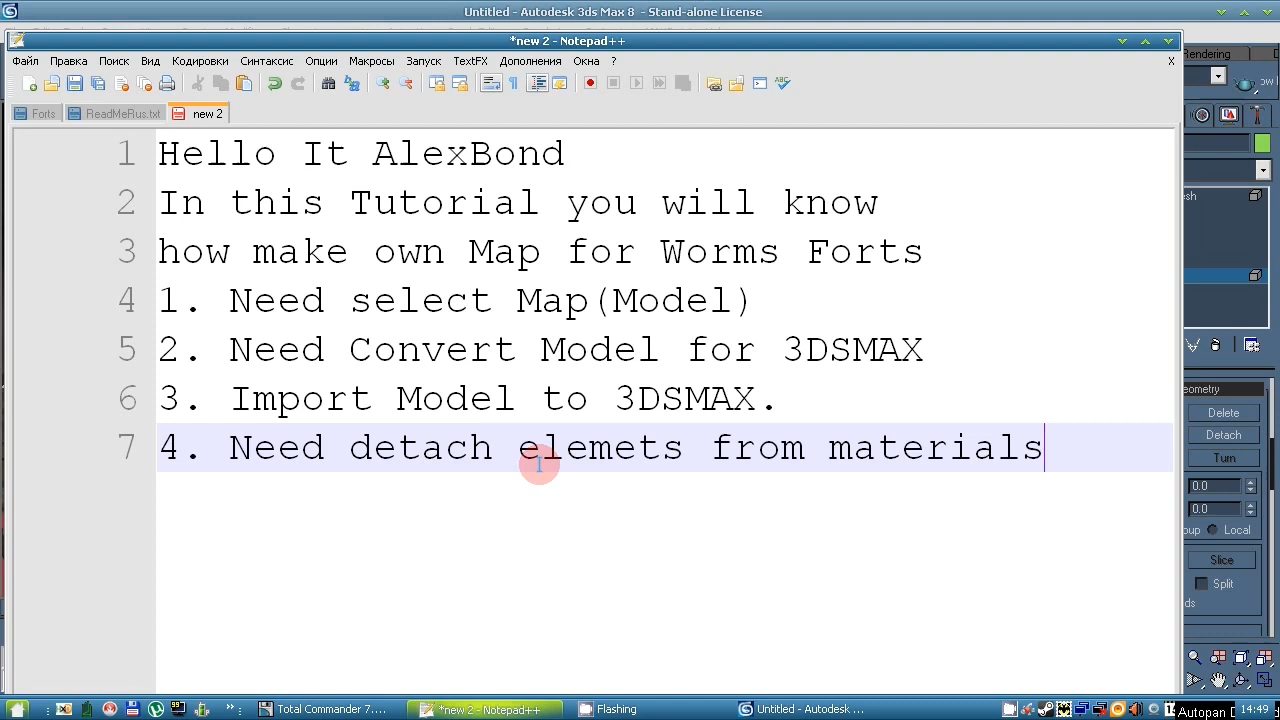 Untitled - Autodesk 3ds Max 8 - Stand-alone License
*new 2 - Notepad++
Файл Правка Поиск Вид Кодировки Синтаксис Опции Макросы Запуск TextFX Дополнения Окна ? X
Forts ReadMeRus.txt new 2
Rendering
1 Hello It AlexBond
2 In this Tutorial you will know
3 how make own Map for Worms Forts
4 1. Need select Map(Model)
5 2. Need Convert Model for 3DSMAX
6 3. Import Model to 3DSMAX.
7 4. Need detach elemets from materials
esh
eometry
Delete
Detach
Turn
0.0
0.0
oup Local
Slice
Split
ds
Total Commander 7.... *new 2 - Notepad++ Flashing Untitled - Autodesk ... Autopan 14:49